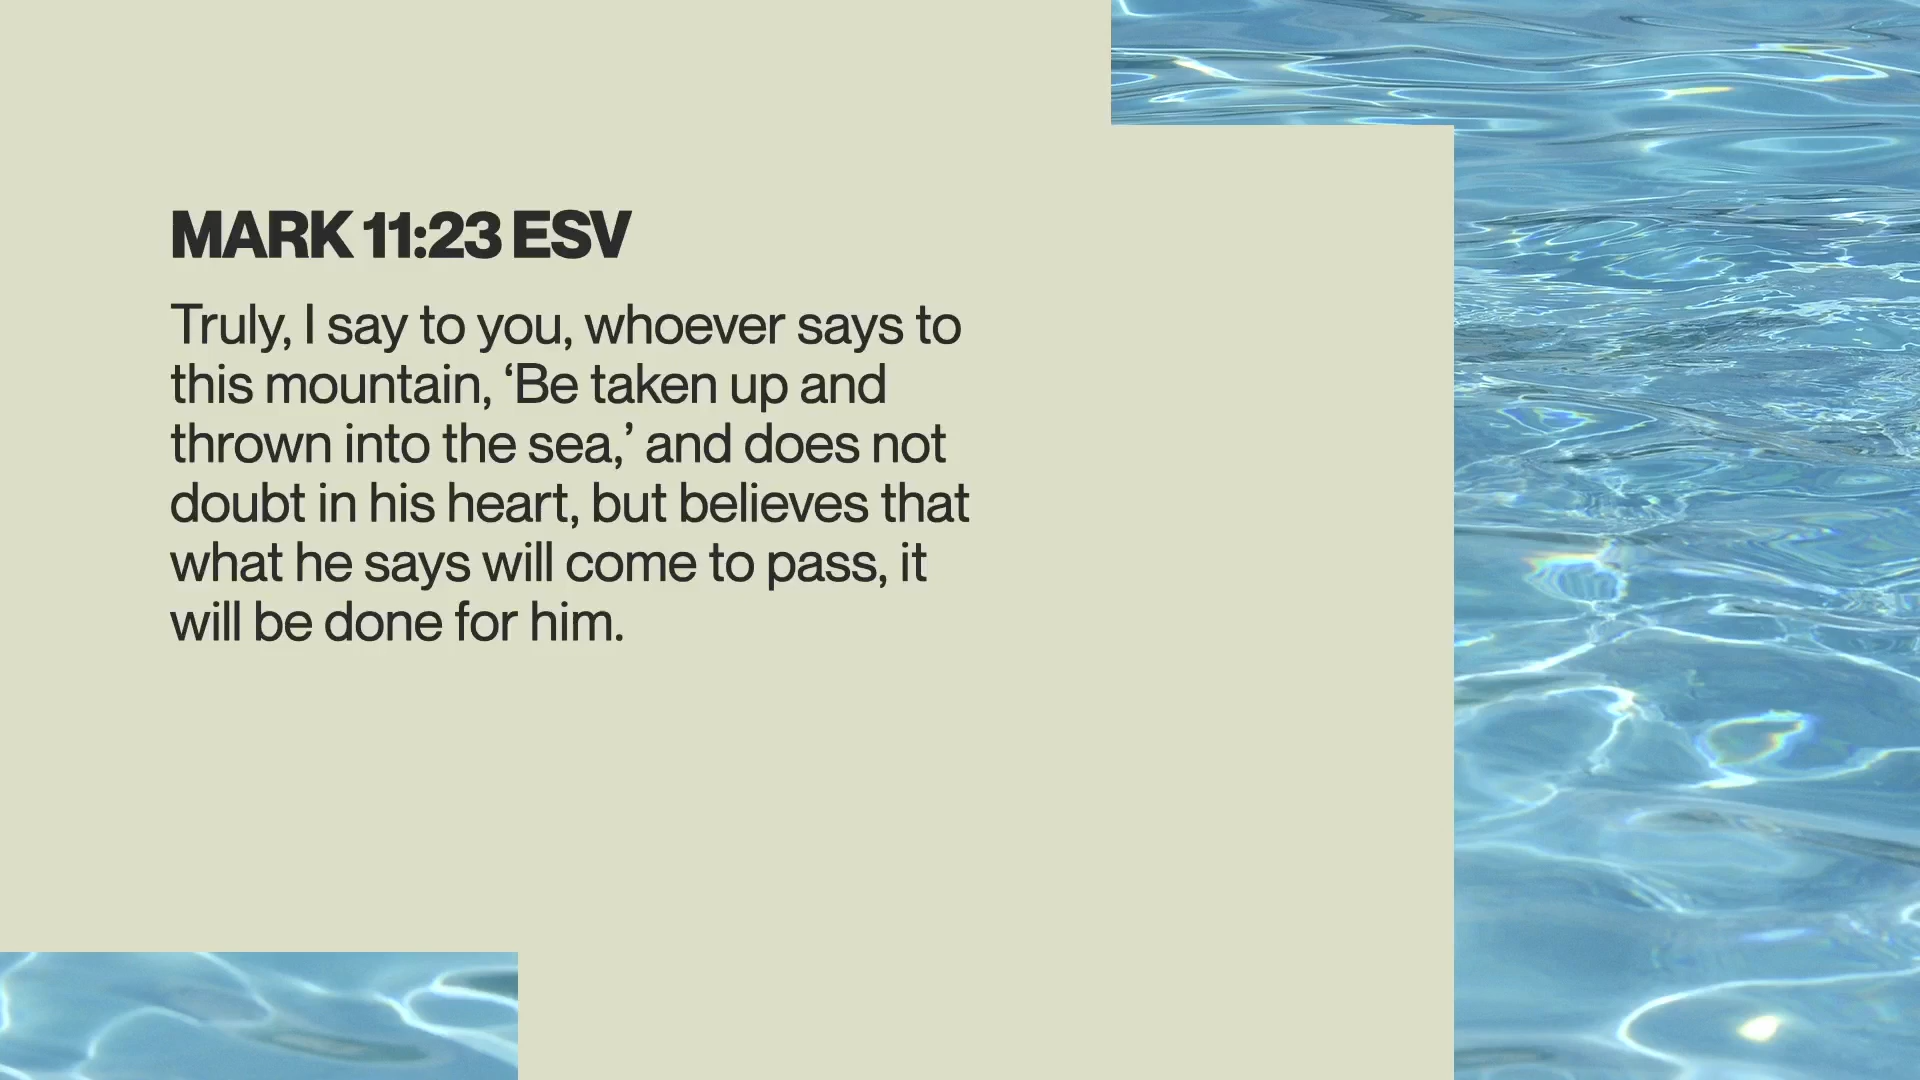 MARK 11:23 ESV
Truly, I say to you, whoever says to
this mountain, ‘Be taken up and
thrown into the sea,’ and does not
doubt in his heart, but believes that
what he says will come to pass, it
will be done for him.